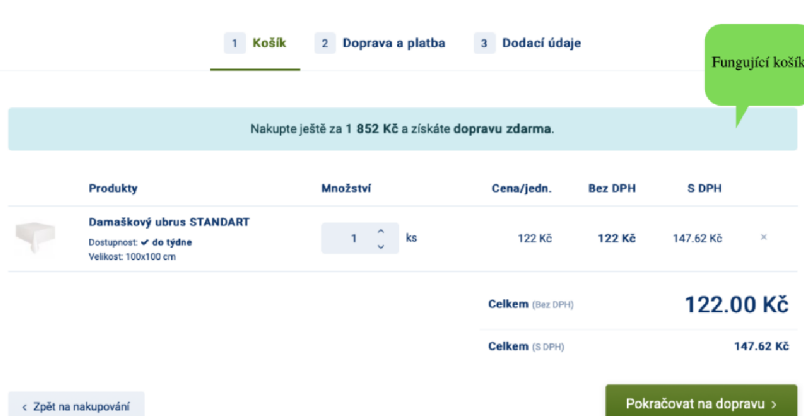 1 Košík 2 Doprava a platba 3 Dodací údaje
Fungující košík
Nakupte ještě za 1 852 Kč a získáte dopravu zdarma.
Produkty Množství Cena/jedn. Bez DPH S DPH
Damaškový ubrus STANDART
Dostupnost: ✔ do týdne
Velikost: 100x100 cm
1 ks 122 Kč 122 Kč 147.62 Kč ×
Celkem (Bez DPH) 122.00 Kč
Celkem (S DPH) 147.62 Kč
‹ Zpět na nakupování
Pokračovat na dopravu ›